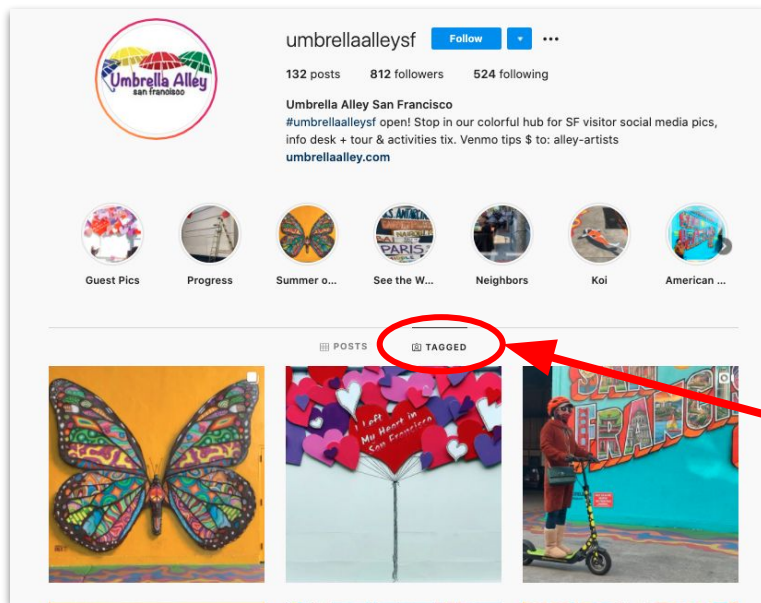 umbrellaalleysf Follow
132 posts 812 followers 524 following
Umbrella Alley San Francisco
#umbrellaalleysf open! Stop in our colorful hub for SF visitor social media pics,
info desk + tour & activities tix. Venmo tips $ to: alley-artists
umbrellaalley.com
Umbrella Alley
san francisco
PARIS
Guest Pics Progress Summer o... See the W... Neighbors Koi American ...
POSTS TAGGED
I Left
My Heart in
San Francisco
SAN
FRANCIS